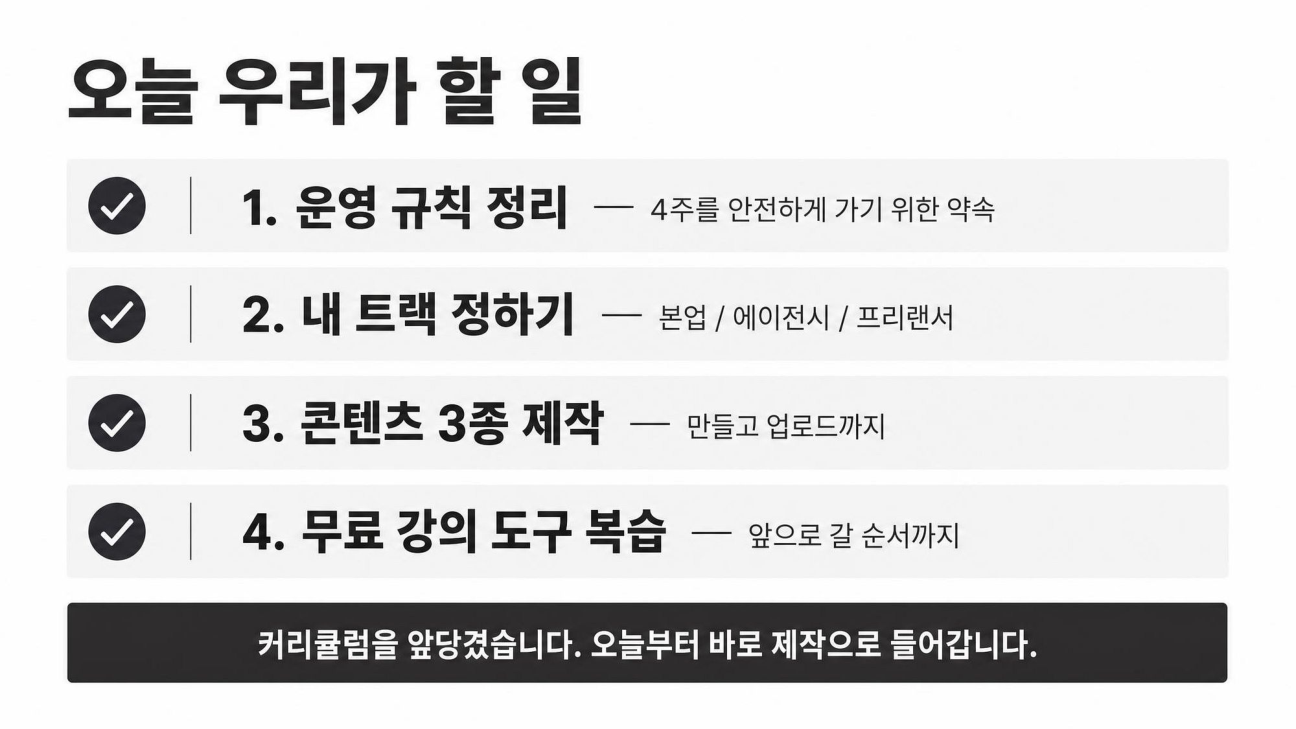 오늘 우리가 할 일
1. 운영 규칙 정리 — 4주를 안전하게 가기 위한 약속
2. 내 트랙 정하기 — 본업 / 에이전시 / 프리랜서
3. 콘텐츠 3종 제작 — 만들고 업로드까지
4. 무료 강의 도구 복습 — 앞으로 갈 순서까지
커리큘럼을 앞당겼습니다. 오늘부터 바로 제작으로 들어갑니다.